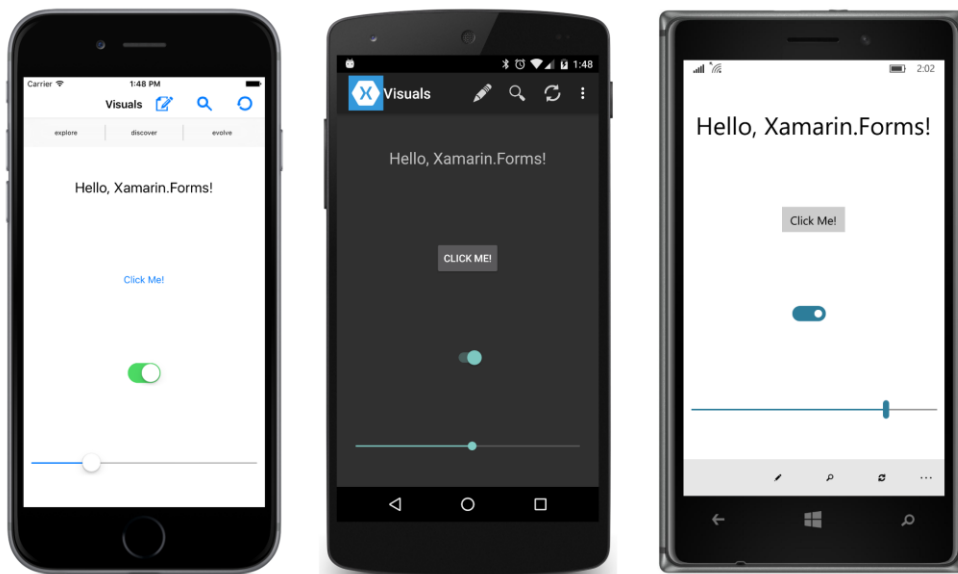 Carrier 1:48 PM
Visuals
explore discover evolve
Hello, Xamarin.Forms!
Click Me!
1:48
Visuals
Hello, Xamarin.Forms!
CLICK ME!
2:02
Hello, Xamarin.Forms!
Click Me!